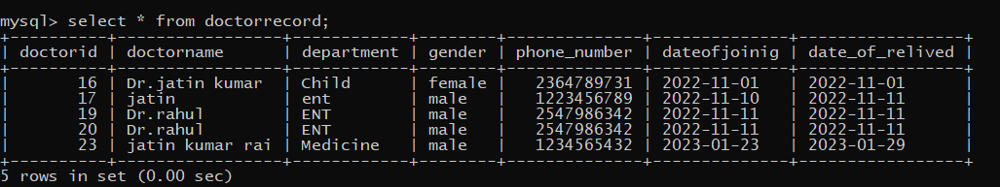 mysql> select * from doctorrecord;
+----------+-----------------+------------+--------+--------------+---------------+-----------------+
| doctorid | doctorname      | department | gender | phone_number | dateofjoinig | date_of_relived |
+----------+-----------------+------------+--------+--------------+---------------+-----------------+
|       16 | Dr.jatin kumar  | Child      | female |   2364789731 | 2022-11-01   | 2022-11-01      |
|       17 | jatin           | ent        | male   |   1223456789 | 2022-11-10   | 2022-11-11      |
|       19 | Dr.rahul        | ENT        | male   |   2547986342 | 2022-11-11   | 2022-11-11      |
|       20 | Dr.rahul        | ENT        | male   |   2547986342 | 2022-11-11   | 2022-11-11      |
|       23 | jatin kumar rai | Medicine   | male   |   1234565432 | 2023-01-23   | 2023-01-29      |
+----------+-----------------+------------+--------+--------------+---------------+-----------------+
5 rows in set (0.00 sec)